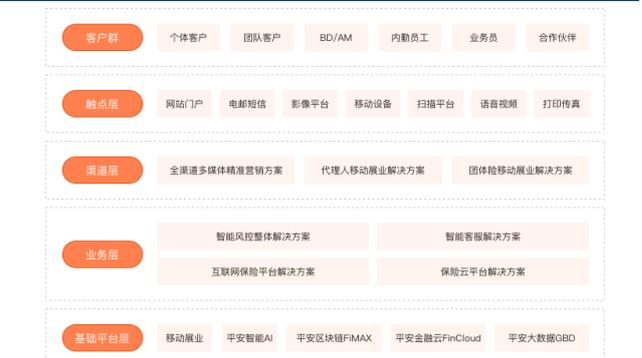 客户群 个体客户 团队客户 BD/AM 内勤员工 业务员 合作伙伴
触点层 网站门户 电邮短信 影像平台 移动设备 扫描平台 语音视频 打印传真
渠道层 全渠道多媒体精准营销方案 代理人移动展业解决方案 团体险移动展业解决方案
业务层
智能风控整体解决方案 智能客服解决方案
互联网保险平台解决方案 保险云平台解决方案
基础平台层 移动展业 平安智能AI 平安区块链FiMAX 平安金融云FinCloud 平安大数据GBD